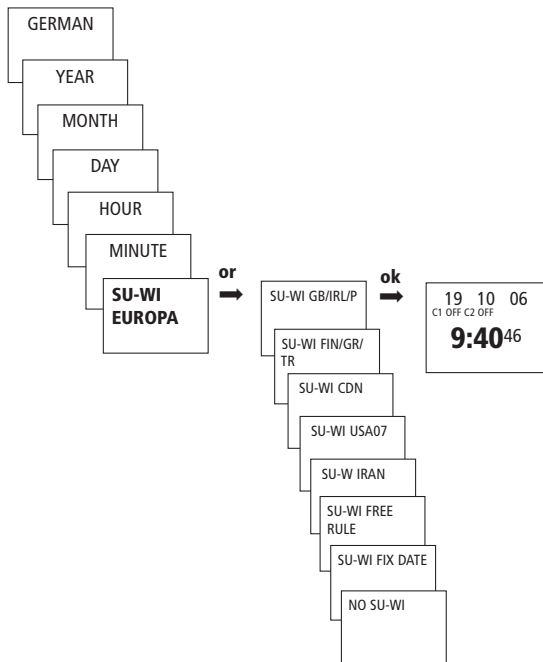 GERMAN
YEAR
MONTH
DAY
HOUR
MINUTE
SU-WI
EUROPA
or
SU-WI GB/IRL/P
SU-WI FIN/GR/
TR
SU-WI CDN
SU-WI USA07
SU-W IRAN
SU-WI FREE
RULE
SU-WI FIX DATE
NO SU-WI
ok
19 10 06
C1 OFF C2 OFF
9:40 46